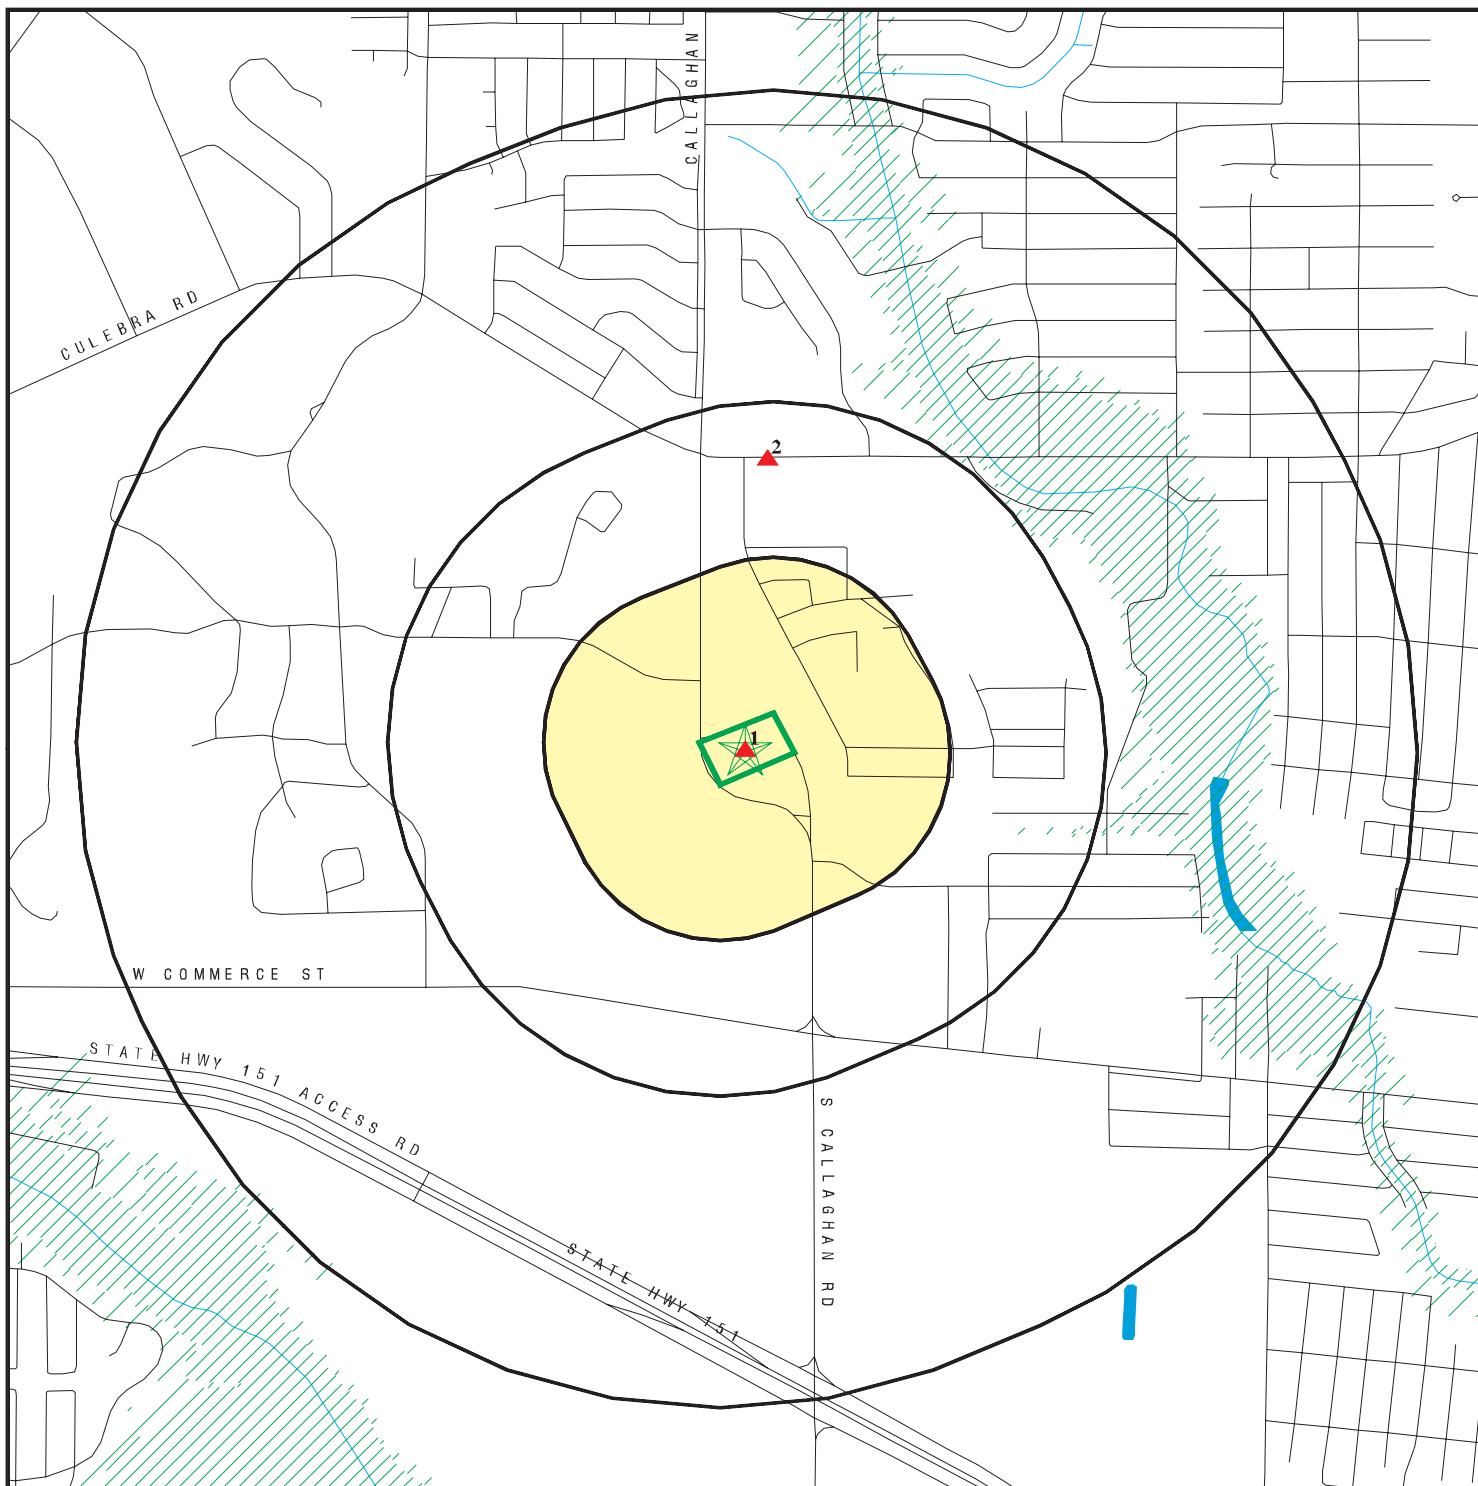 CALLAGHAN
CULEBRA RD
2
1
W COMMERCE ST
STATE HWY 151 ACCESS RD
S CALLAGHAN RD
STATE HWY 151